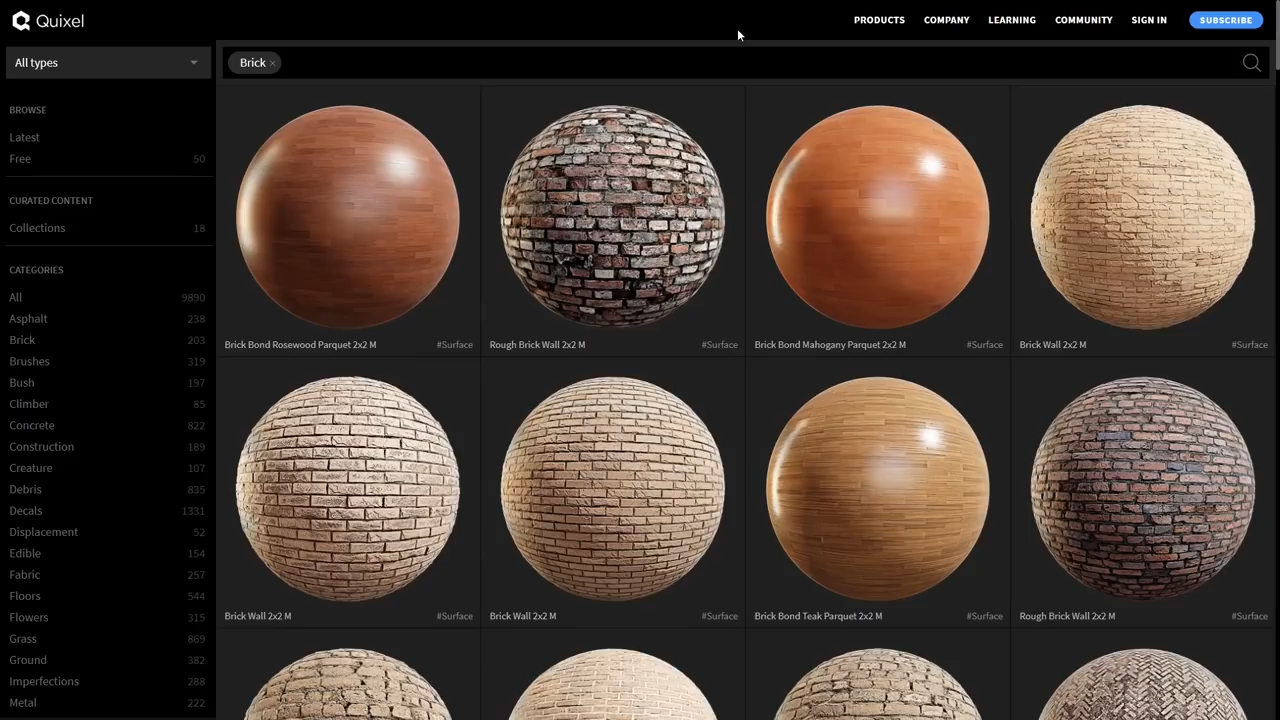 Quixel
PRODUCTS COMPANY LEARNING COMMUNITY SIGN IN SUBSCRIBE
All types
Brick ×
BROWSE
Latest
Free 50
CURATED CONTENT
Collections 18
CATEGORIES
All 9890
Asphalt 238
Brick 203
Brushes 319
Bush 197
Climber 85
Concrete 822
Construction 189
Creature 107
Debris 835
Decals 1331
Displacement 52
Edible 154
Fabric 257
Floors 544
Flowers 315
Grass 869
Ground 382
Imperfections 288
Metal 222
Brick Bond Rosewood Parquet 2x2 M #Surface
Rough Brick Wall 2x2 M #Surface
Brick Bond Mahogany Parquet 2x2 M #Surface
Brick Wall 2x2 M #Surface
Brick Wall 2x2 M #Surface
Brick Wall 2x2 M #Surface
Brick Bond Teak Parquet 2x2 M #Surface
Rough Brick Wall 2x2 M #Surface